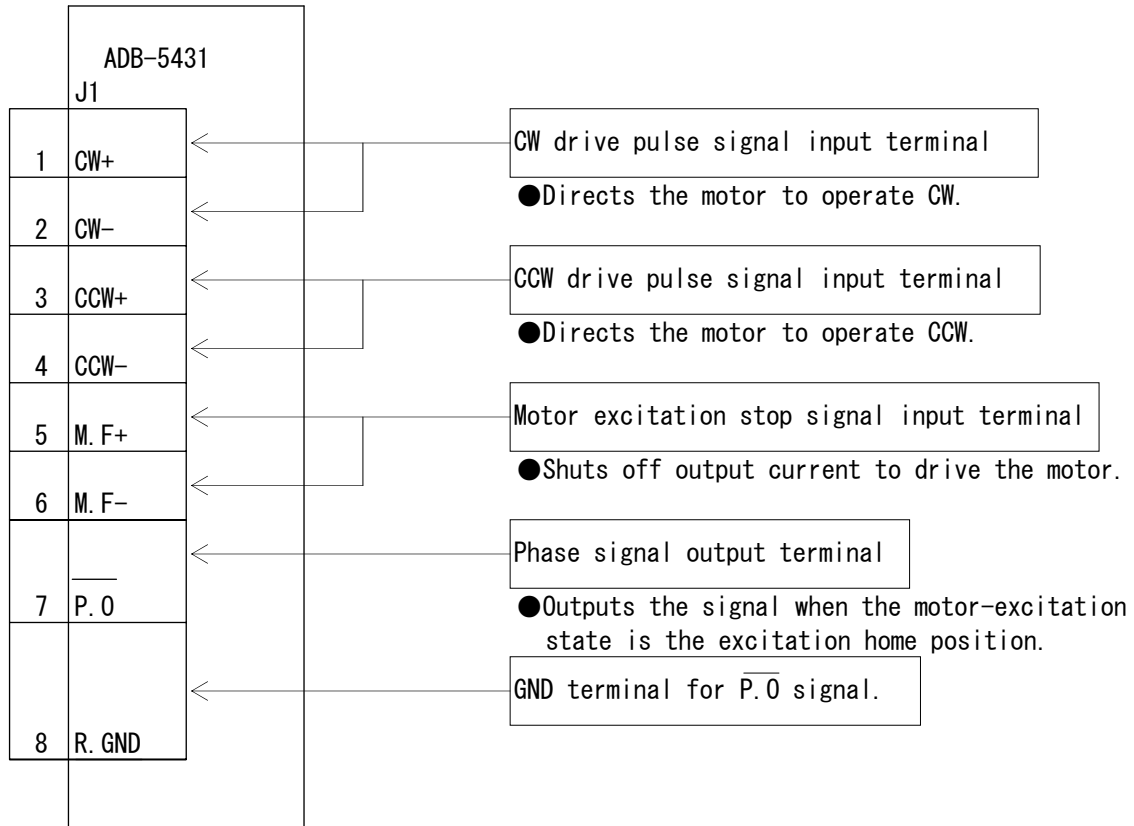 ADB-5431
J1
1 CW+
CW drive pulse signal input terminal
●Directs the motor to operate CW.
2 CW-
3 CCW+
CCW drive pulse signal input terminal
●Directs the motor to operate CCW.
4 CCW-
5 M.F+
Motor excitation stop signal input terminal
●Shuts off output current to drive the motor.
6 M.F-
7 P̅.̅O̅
Phase signal output terminal
●Outputs the signal when the motor-excitation
state is the excitation home position.
8 R.GND
GND terminal for P̅.̅O̅ signal.